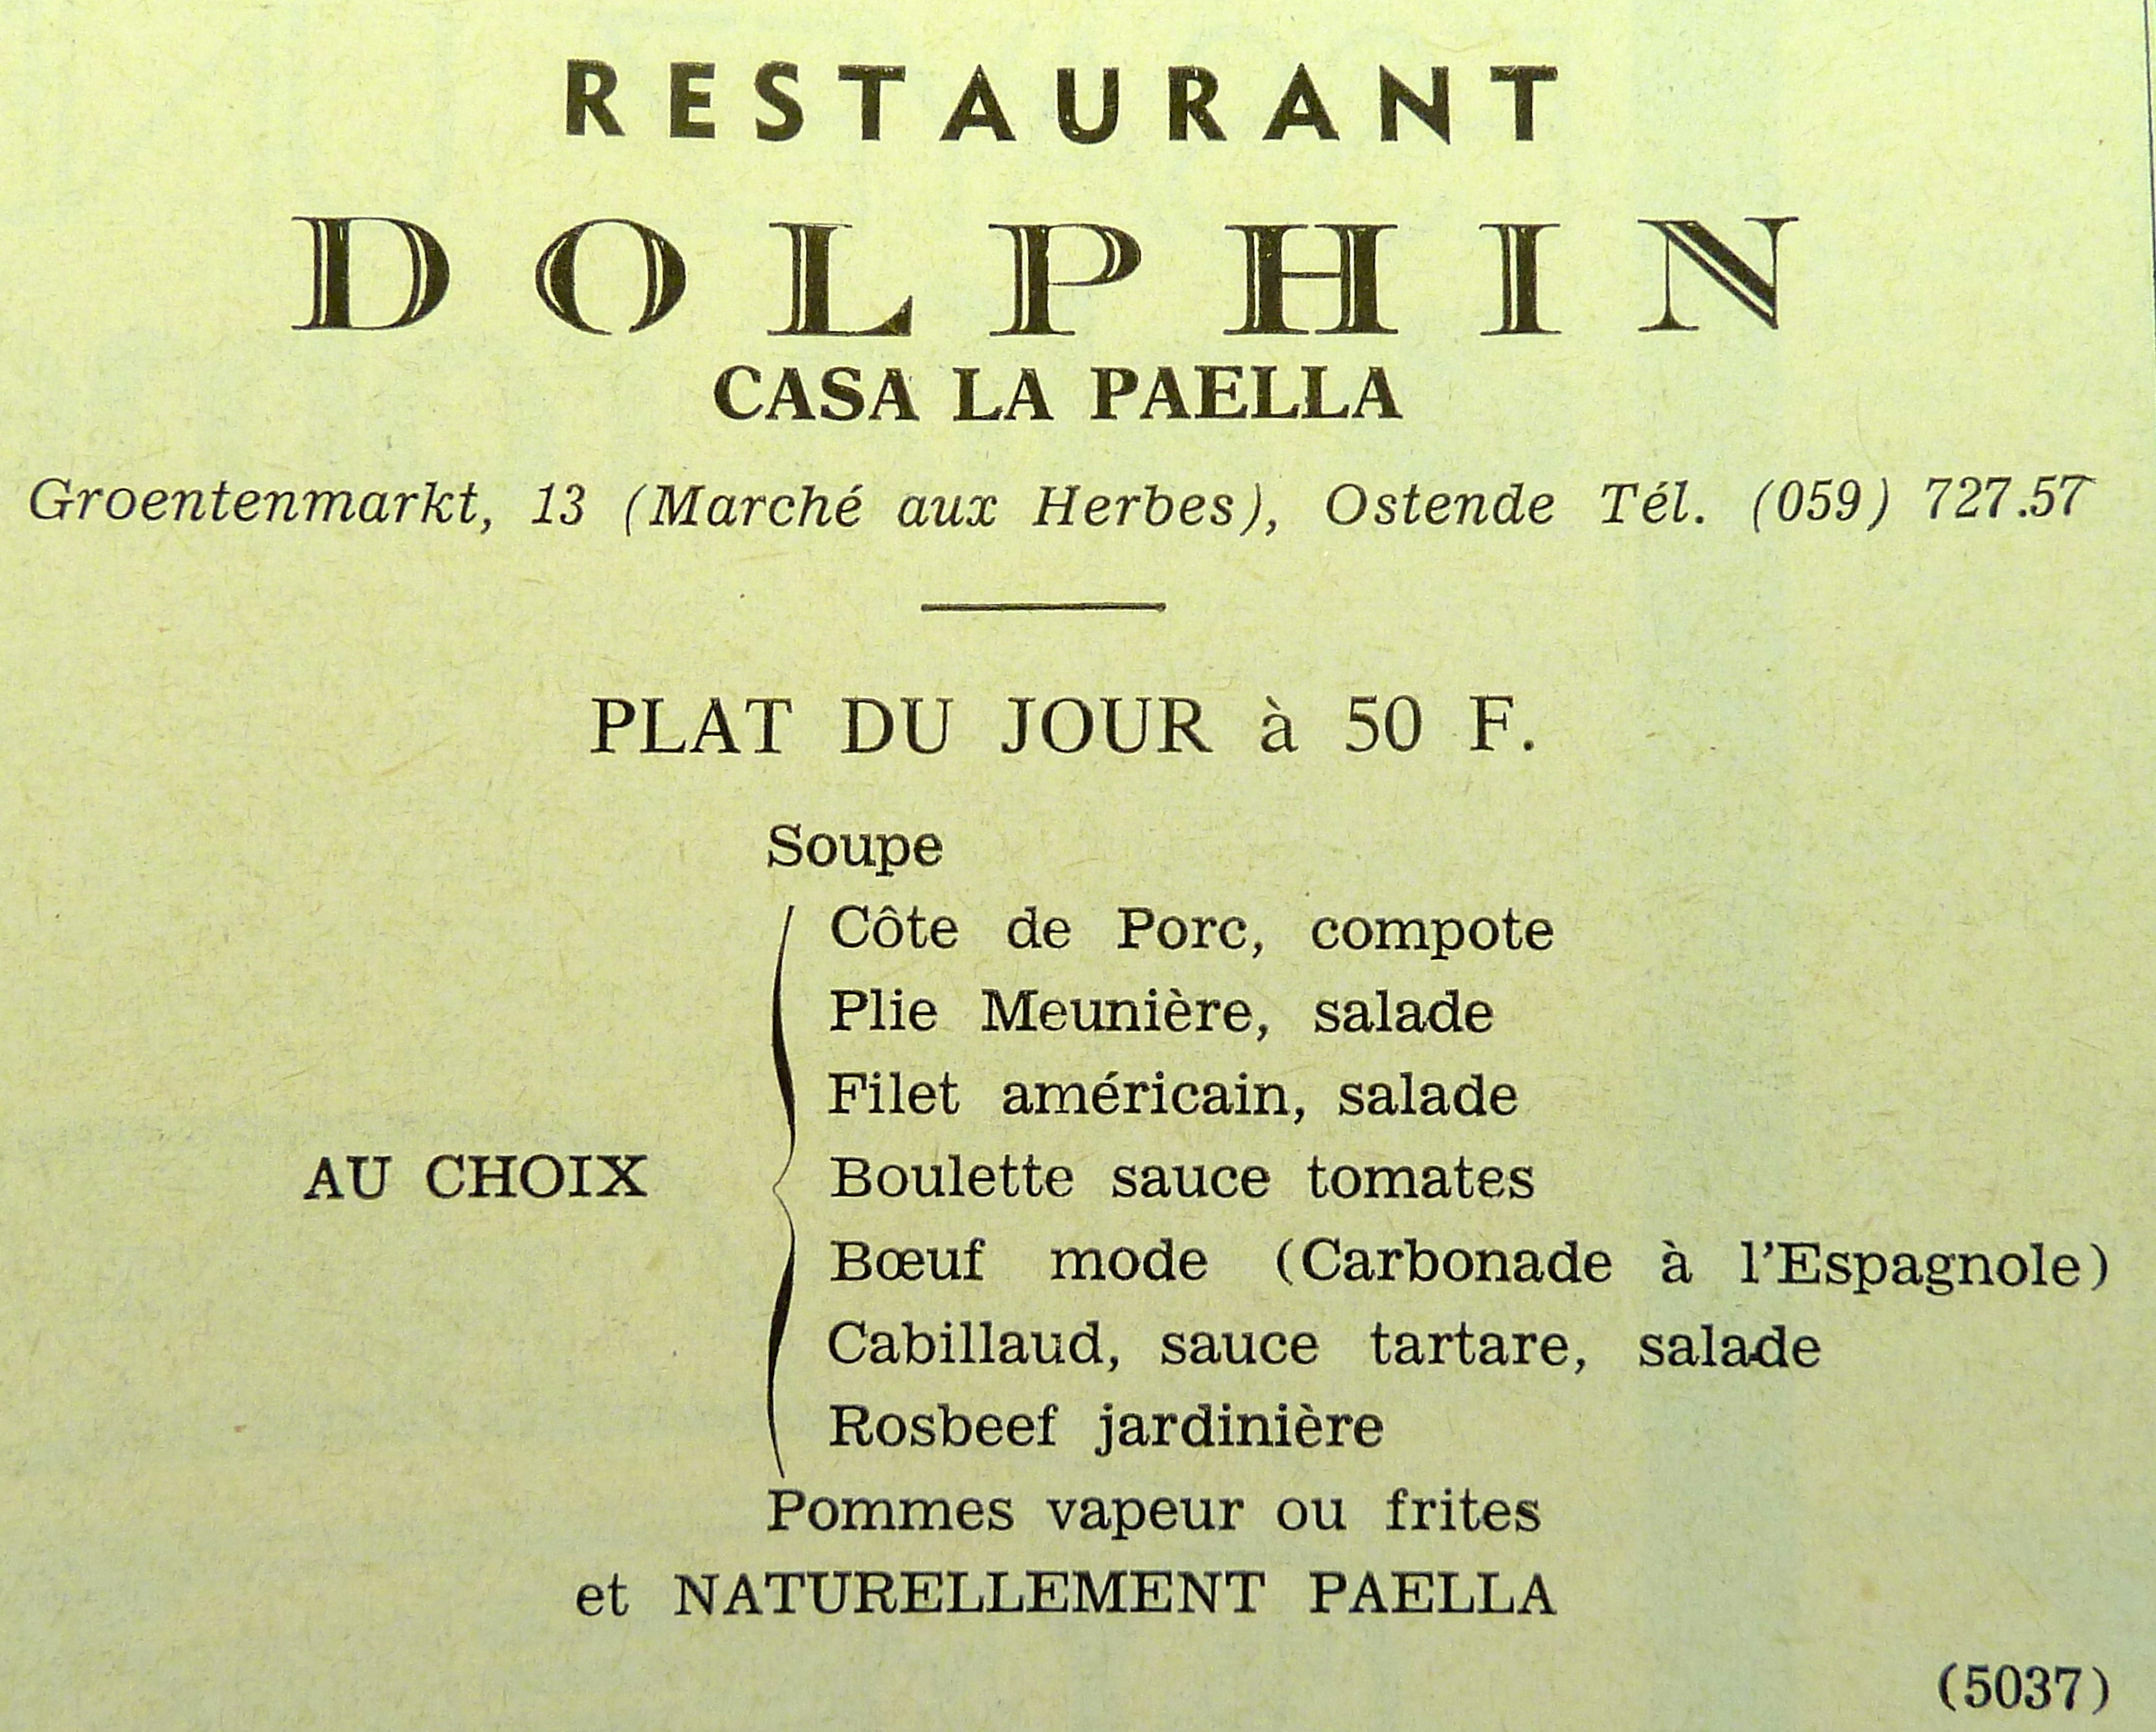 RESTAURANT
DOLPHIN
CASA LA PAELLA
Groentenmarkt, 13 (Marché aux Herbes), Ostende Tél. (059) 727.57
PLAT DU JOUR à 50 F.
Soupe
Côte de Porc, compote
Plie Meunière, salade
Filet américain, salade
AU CHOIX Boulette sauce tomates
Bœuf mode (Carbonade à l'Espagnole)
Cabillaud, sauce tartare, salade
Rosbeef jardinière
Pommes vapeur ou frites
et NATURELLEMENT PAELLA
(5037)